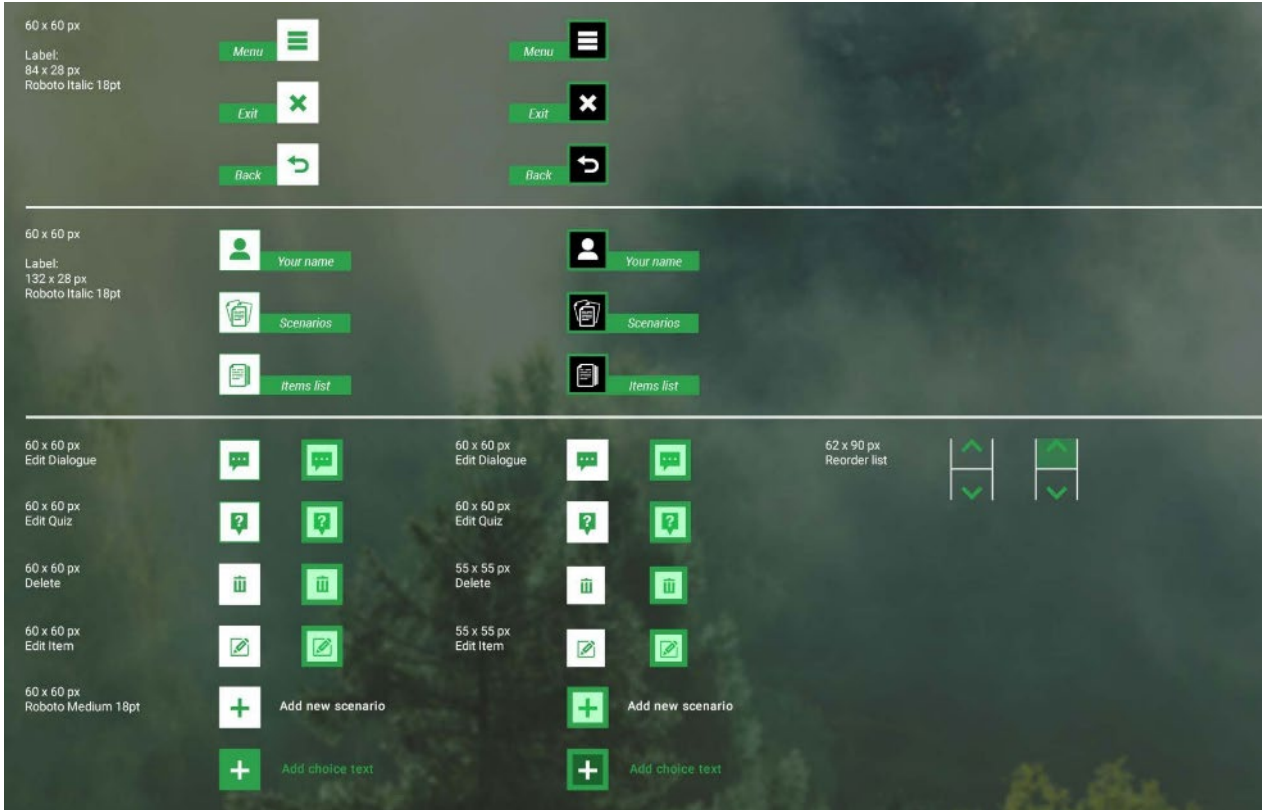 60 x 60 px
Label:
84 x 28 px
Roboto Italic 18pt
Menu
Menu
Exit
Exit
Back
Back
60 x 60 px
Label:
132 x 28 px
Roboto Italic 18pt
Your name
Your name
Scenarios
Scenarios
Items list
Items list
60 x 60 px
Edit Dialogue
60 x 60 px
Edit Dialogue
62 x 90 px
Reorder list
60 x 60 px
Edit Quiz
60 x 60 px
Edit Quiz
60 x 60 px
Delete
55 x 55 px
Delete
60 x 60 px
Edit Item
55 x 55 px
Edit Item
60 x 60 px
Roboto Medium 18pt
Add new scenario
Add new scenario
Add choice text
Add choice text